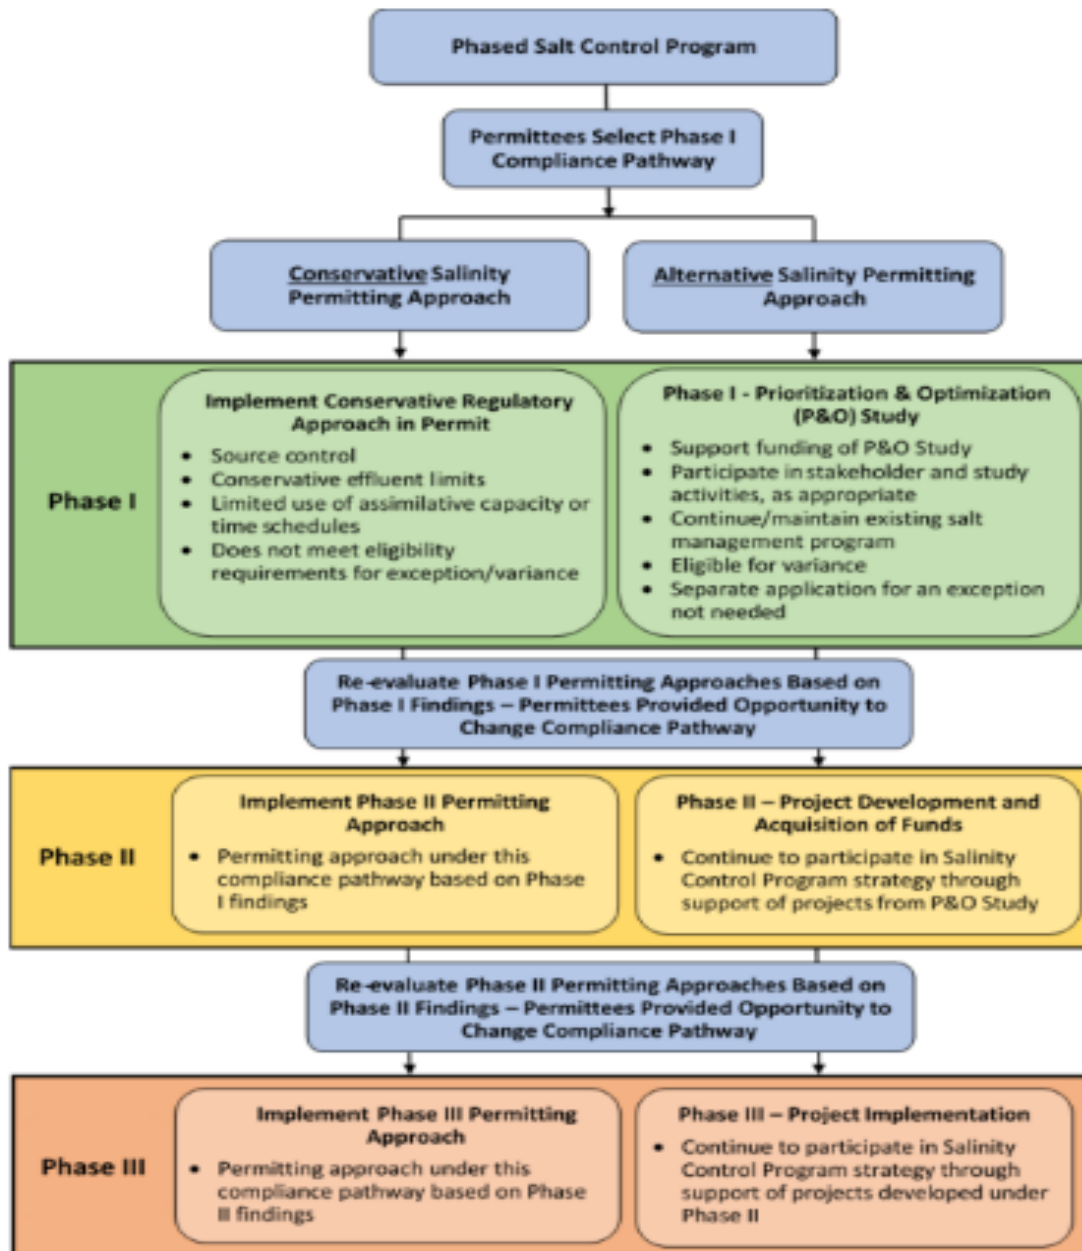 Phased Salt Control Program
Permittees Select Phase I
Compliance Pathway
Conservative Salinity
Permitting Approach
Alternative Salinity Permitting
Approach
Phase I
Implement Conservative Regulatory
Approach in Permit
• Source control
• Conservative effluent limits
• Limited use of assimilative capacity or
time schedules
• Does not meet eligibility
requirements for exception/variance
Phase I - Prioritization & Optimization
(P&O) Study
• Support funding of P&O Study
• Participate in stakeholder and study
activities, as appropriate
• Continue/maintain existing salt
management program
• Eligible for variance
• Separate application for an exception
not needed
Re-evaluate Phase I Permitting Approaches Based on
Phase I Findings – Permittees Provided Opportunity to
Change Compliance Pathway
Phase II
Implement Phase II Permitting
Approach
• Permitting approach under this
compliance pathway based on Phase
I findings
Phase II – Project Development and
Acquisition of Funds
• Continue to participate in Salinity
Control Program strategy through
support of projects from P&O Study
Re-evaluate Phase II Permitting Approaches Based on
Phase II Findings – Permittees Provided Opportunity to
Change Compliance Pathway
Phase III
Implement Phase III Permitting
Approach
• Permitting approach under this
compliance pathway based on Phase
II findings
Phase III – Project Implementation
• Continue to participate in Salinity
Control Program strategy through
support of projects developed under
Phase II